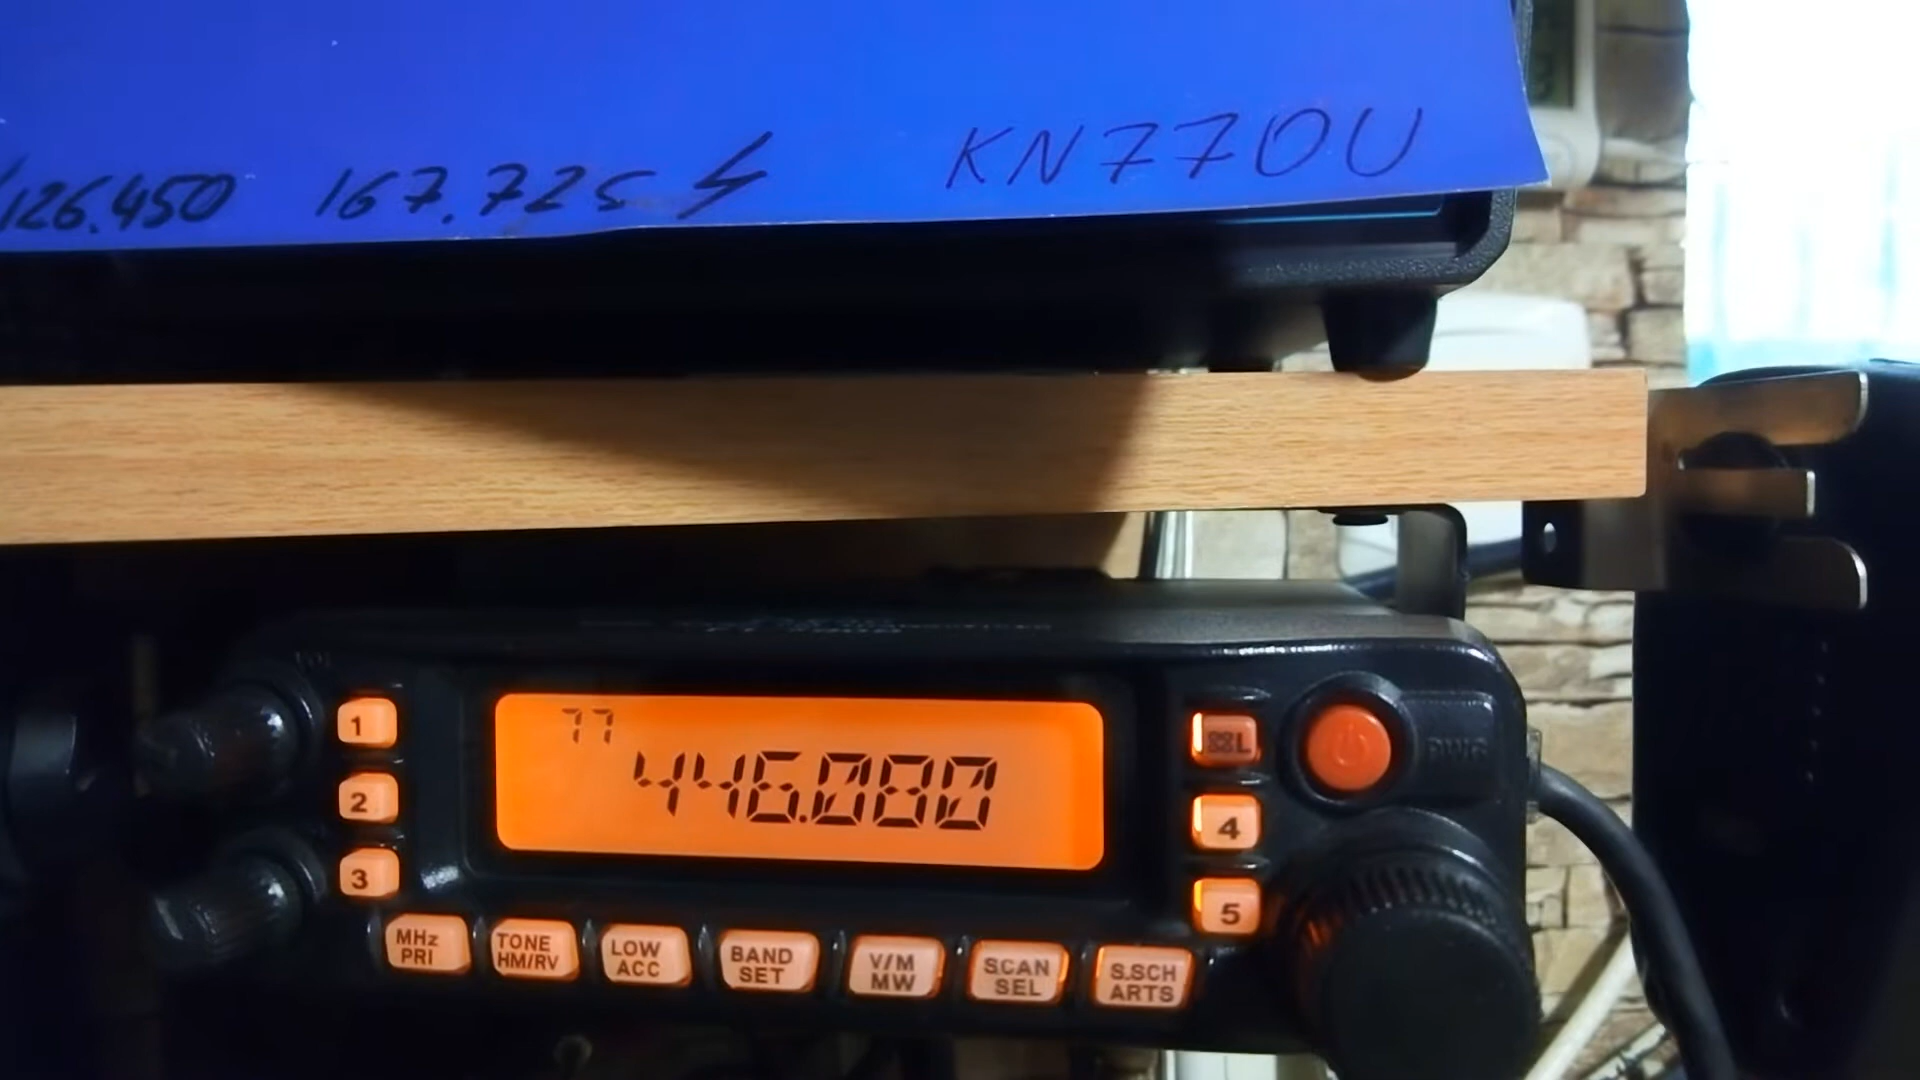 126.450 167.725 KN77OU
77
446.080
1
2
3
L
4
5
PWR
MHz
PRI
TONE
HM/RV
LOW
ACC
BAND
SET
V/M
MW
SCAN
SEL
S.SCH
ARTS